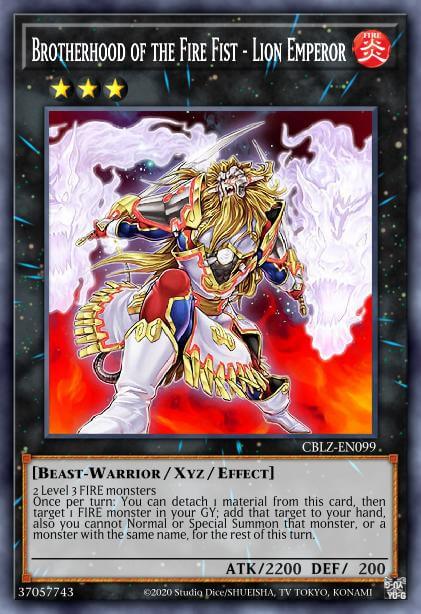 BROTHERHOOD OF THE FIRE FIST - LION EMPEROR
FIRE
炎
CBLZ-EN099
[BEAST-WARRIOR / XYZ / EFFECT]
2 Level 3 FIRE monsters
Once per turn: You can detach 1 material from this card, then
target 1 FIRE monster in your GY; add that target to your hand,
also you cannot Normal or Special Summon that monster, or a
monster with the same name, for the rest of this turn.
ATK/2200 DEF/ 200
37057743
©2020 Studio Dice/SHUEISHA, TV TOKYO, KONAMI